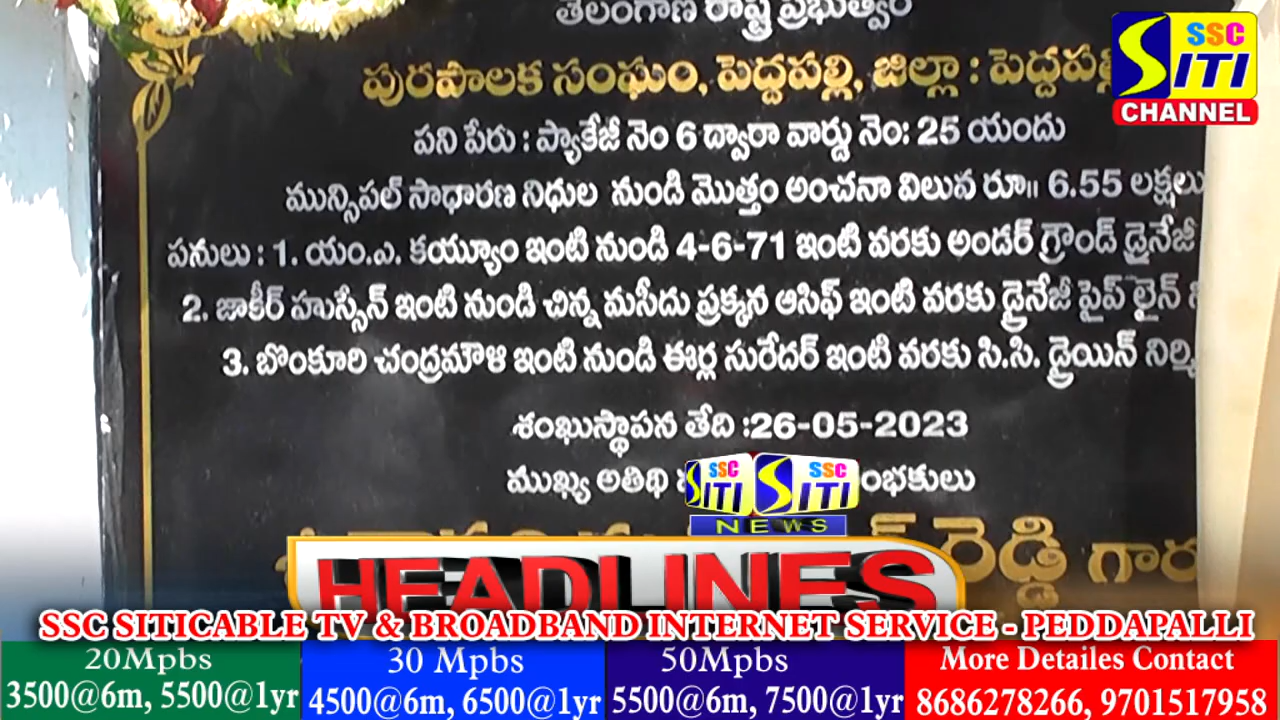 తెలంగాణ రాష్ట్ర ప్రభుత్వం
SSC
SITI
CHANNEL
పురపాలక సంఘం, పెద్దపల్లి, జిల్లా :
పని పేరు : ప్యాకేజీ నెం 6 ద్వారా వార్డు నెం: 25 యందు
మున్సిపల్ సాధారణ నిధుల నుండి మొత్తం అంచనా విలువ రూ॥ 6.55 లక్షలు
పనులు : 1. యం.ఎ. కయ్యూం ఇంటి నుండి 4-6-71 ఇంటి వరకు అండర్ గ్రౌండ్ డ్రైనేజీ
2. జాకీర్ హుస్సేన్ ఇంటి నుండి చిన్న మసీదు ప్రక్కన ఆసిఫ్ ఇంటి వరకు డ్రైనేజీ పైప్ లైన్
3. బొంకూరి చంద్రమౌళి ఇంటి నుండి ఈర్ల సురేదర్ ఇంటి వరకు సి.సి. డ్రెయిన్
శంఖుస్థాపన తేది :26-05-2023
ముఖ్య అతిథి
SSC SITI SSC SITI
NEWS
రెడ్డి
HEADLINES
SSC SITICABLE TV & BROADBAND INTERNET SERVICE - PEDDAPALLI
20Mpbs 30 Mpbs 50Mpbs More Detailes Contact
3500@6m, 5500@1yr 4500@6m, 6500@1yr 5500@6m, 7500@1yr 8686278266, 9701517958